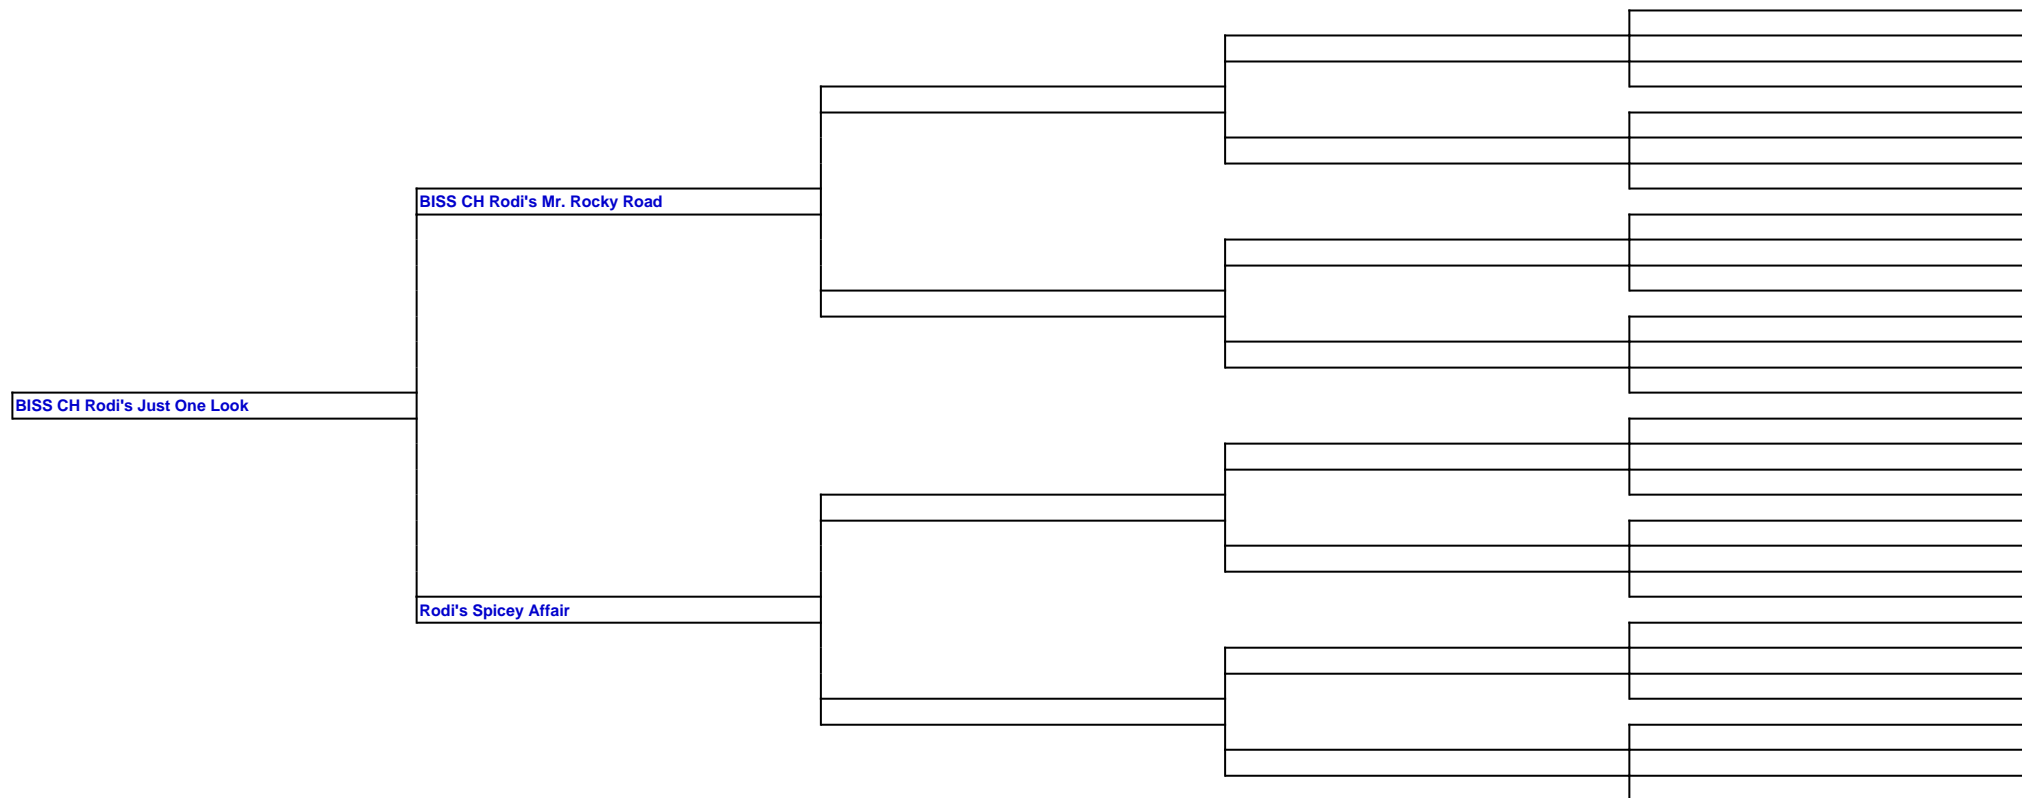 BISS CH Rodi's Mr. Rocky Road
BISS CH Rodi's Just One Look
Rodi's Spicey Affair